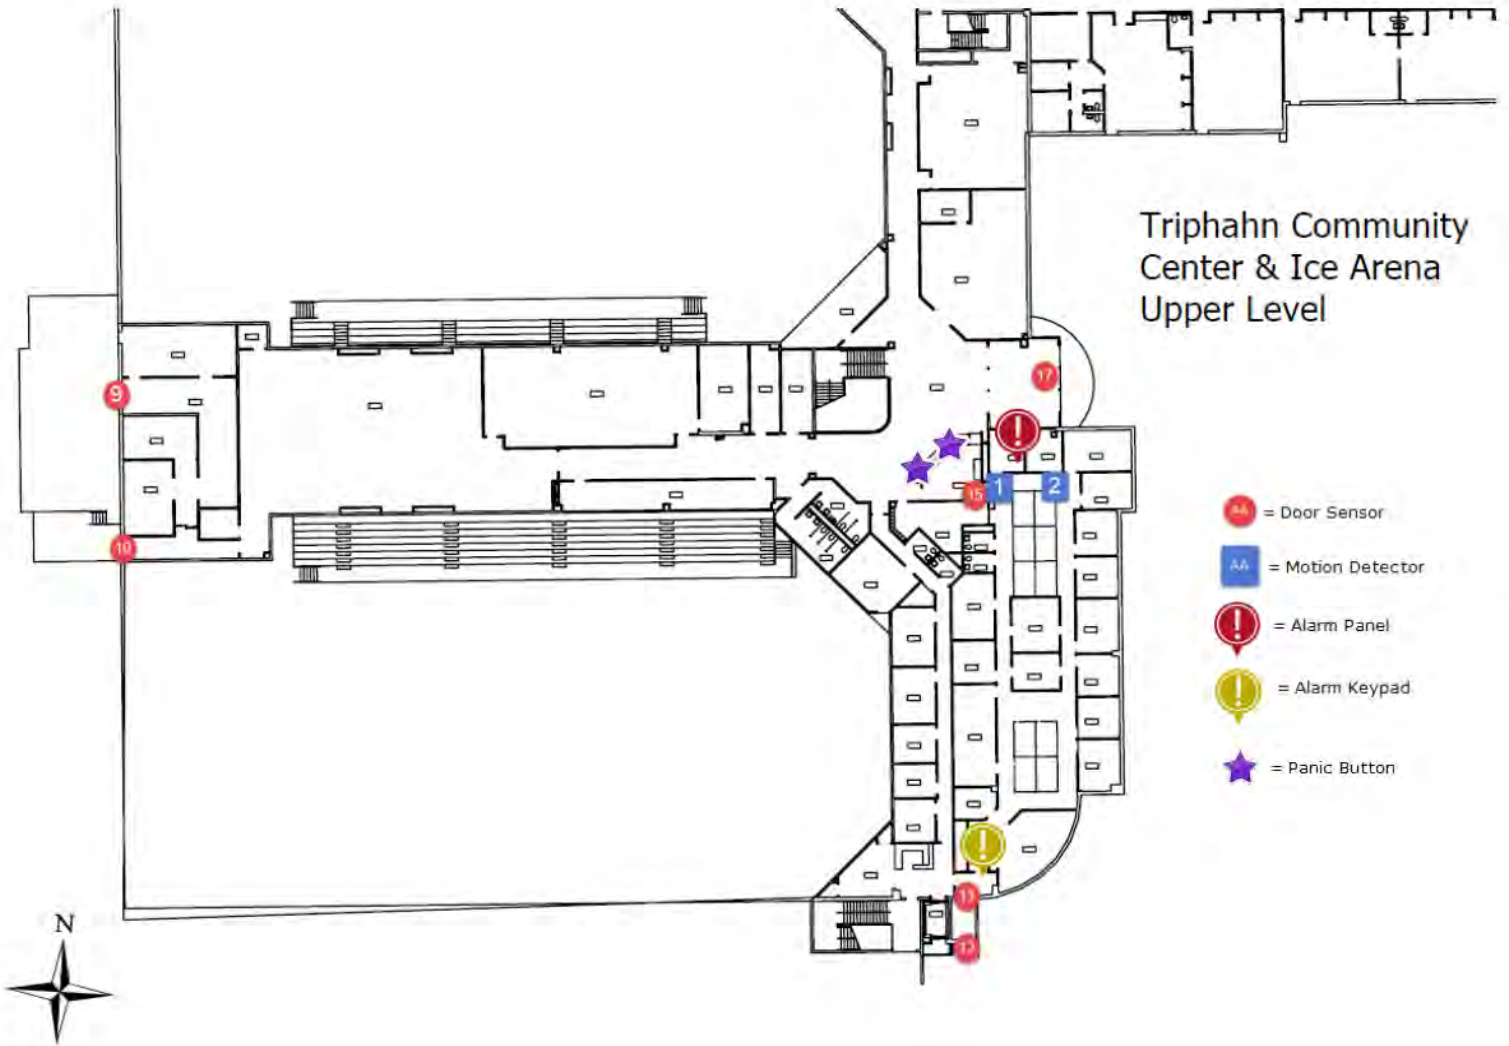 Triphahn Community
Center & Ice Arena
Upper Level
17
9
1
2
15
10
AA = Door Sensor
AA = Motion Detector
= Alarm Panel
= Alarm Keypad
= Panic Button
N